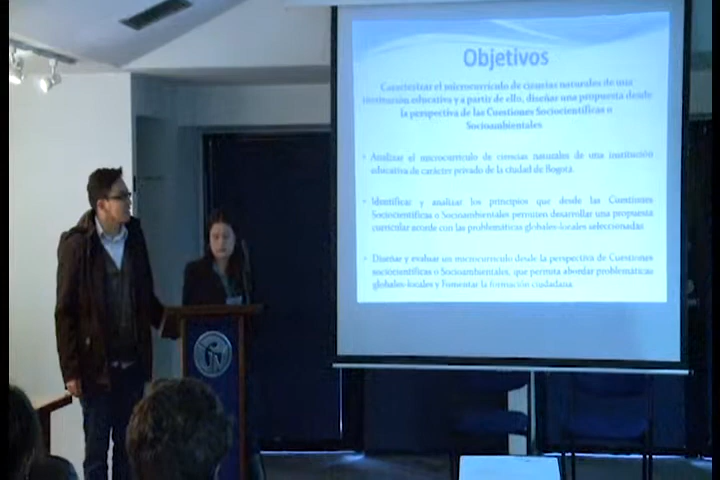 Objetivos
Caracterizar el microcurrículo de ciencias naturales de una
institución educativa y a partir de ello, diseñar una propuesta desde
la perspectiva de las Cuestiones Sociocientíficas o
Socioambientales
• Analizar el microcurrículo de ciencias naturales de una institución
educativa de carácter privado de la ciudad de Bogotá.
• Identificar y analizar los principios que desde las Cuestiones
Sociocientíficas o Socioambientales permiten desarrollar una propuesta
curricular acorde con las problemáticas globales-locales seleccionadas.
• Diseñar y evaluar un microcurrículo desde la perspectiva de Cuestiones
sociocientíficas o Socioambientales, que permita abordar problemáticas
globales-locales y Fomentar la formación ciudadana.